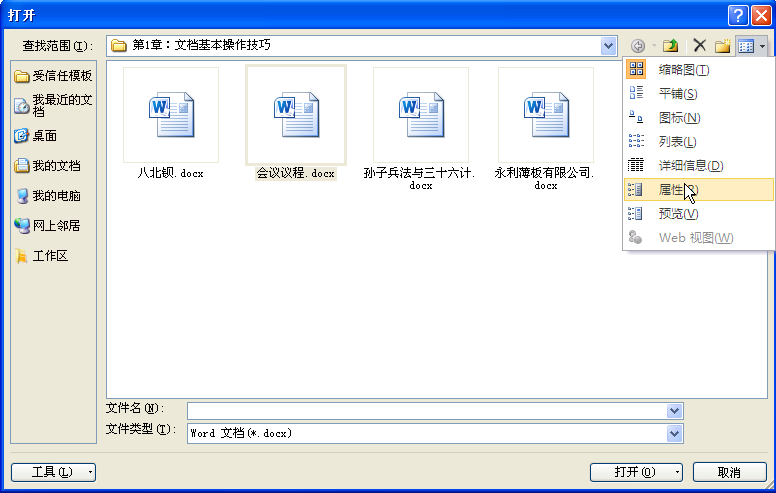 打开
查找范围(I):
第1章：文档基本操作技巧
受信任模板
我最近的文
档
桌面
我的文档
我的电脑
网上邻居
工作区
八北钡.docx
会议议程.docx
孙子兵法与三十六计.
docx
永利薄板有限公司.
docx
缩略图(T)
平铺(S)
图标(N)
列表(L)
详细信息(D)
属性(R)
预览(V)
Web 视图(W)
文件名(N):
文件类型(T):
Word 文档(*.docx)
工具(L)
打开(O)
取消